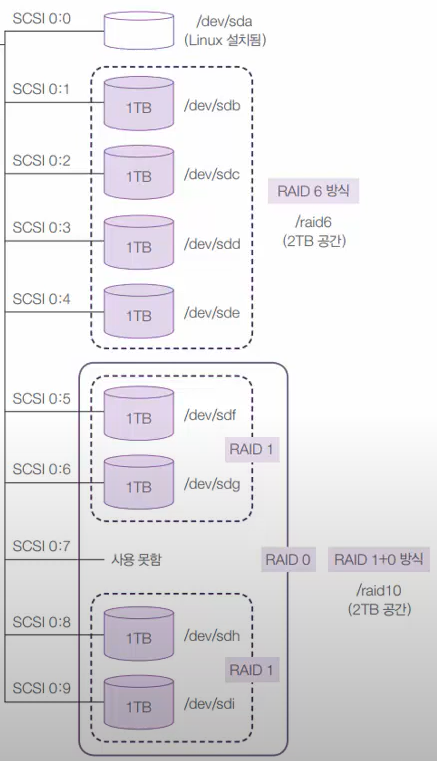 SCSI 0:0
/dev/sda
(Linux 설치됨)
SCSI 0:1
1TB
/dev/sdb
SCSI 0:2
1TB
/dev/sdc
RAID 6 방식
/raid6
(2TB 공간)
SCSI 0:3
1TB
/dev/sdd
SCSI 0:4
1TB
/dev/sde
SCSI 0:5
1TB
/dev/sdf
RAID 1
SCSI 0:6
1TB
/dev/sdg
SCSI 0:7
사용 못함
RAID 0
RAID 1+0 방식
/raid10
(2TB 공간)
SCSI 0:8
1TB
/dev/sdh
RAID 1
SCSI 0:9
1TB
/dev/sdi